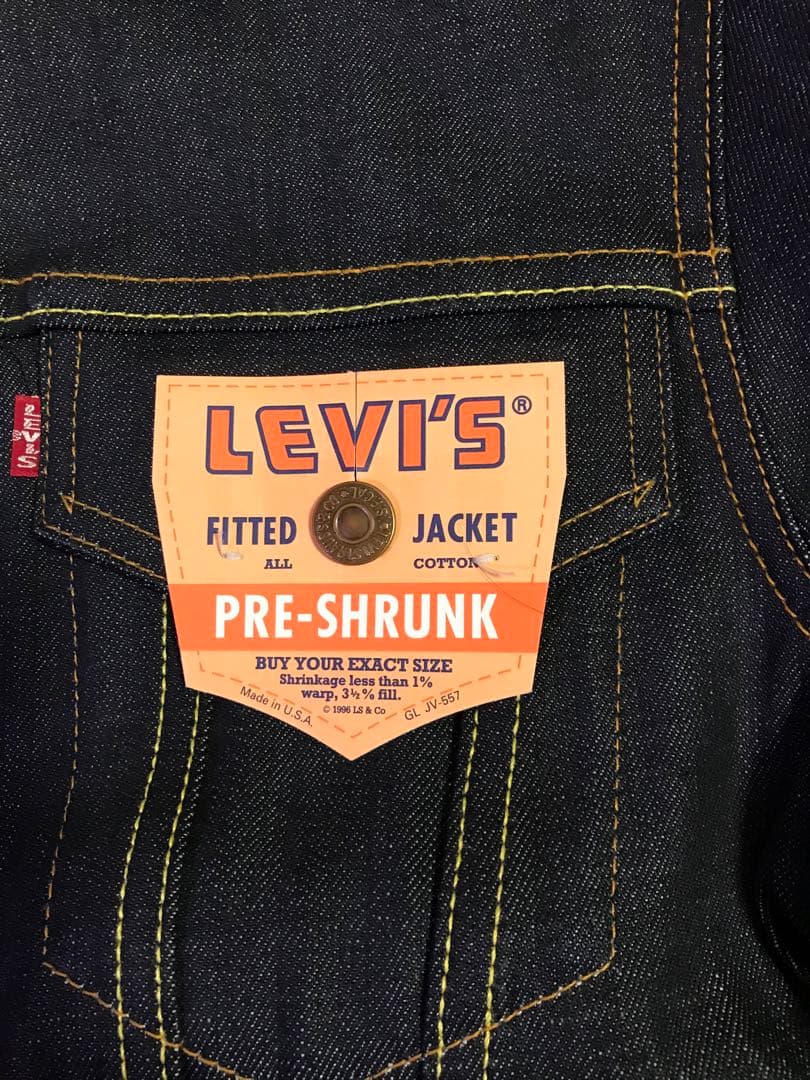 LEVI'S®
FITTED JACKET
ALL COTTON
PRE-SHRUNK
BUY YOUR EXACT SIZE
Shrinkage less than 1%
warp, 3½% fill.
Made in U.S.A. © 1996 LS & Co GL JV-557
LEVI'S